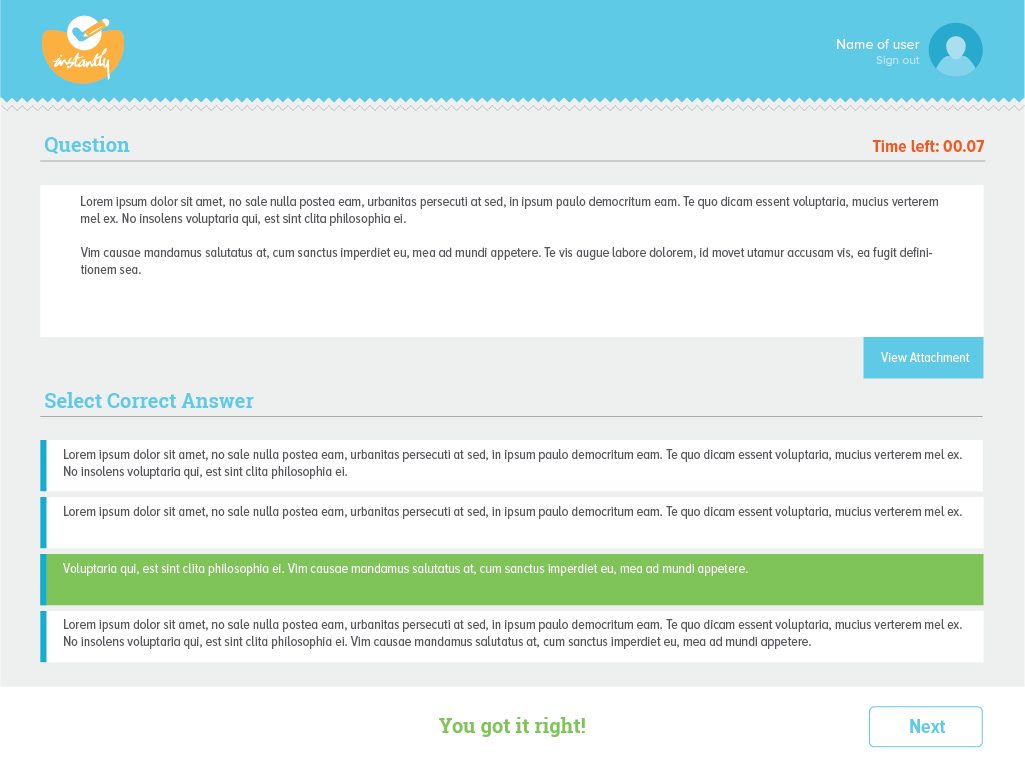 instantly
Name of user
Sign out
Question
Time left: 00.07
Lorem ipsum dolor sit amet, no sale nulla postea eam, urbanitas persecuti at sed, in ipsum paulo democritum eam. Te quo dicam essent voluptaria, mucius verterem
mel ex. No insolens voluptaria qui, est sint clita philosophia ei.
Vim causae mandamus salutatus at, cum sanctus imperdiet eu, mea ad mundi appetere. Te vis augue labore dolorem, id movet utamur accusam vis, ea fugit defini-
tionem sea.
View Attachment
Select Correct Answer
Lorem ipsum dolor sit amet, no sale nulla postea eam, urbanitas persecuti at sed, in ipsum paulo democritum eam. Te quo dicam essent voluptaria, mucius verterem mel ex.
No insolens voluptaria qui, est sint clita philosophia ei.
Lorem ipsum dolor sit amet, no sale nulla postea eam, urbanitas persecuti at sed, in ipsum paulo democritum eam. Te quo dicam essent voluptaria, mucius verterem mel ex.
Voluptaria qui, est sint clita philosophia ei. Vim causae mandamus salutatus at, cum sanctus imperdiet eu, mea ad mundi appetere.
Lorem ipsum dolor sit amet, no sale nulla postea eam, urbanitas persecuti at sed, in ipsum paulo democritum eam. Te quo dicam essent voluptaria, mucius verterem mel ex.
No insolens voluptaria qui, est sint clita philosophia ei. Vim causae mandamus salutatus at, cum sanctus imperdiet eu, mea ad mundi appetere.
You got it right!
Next